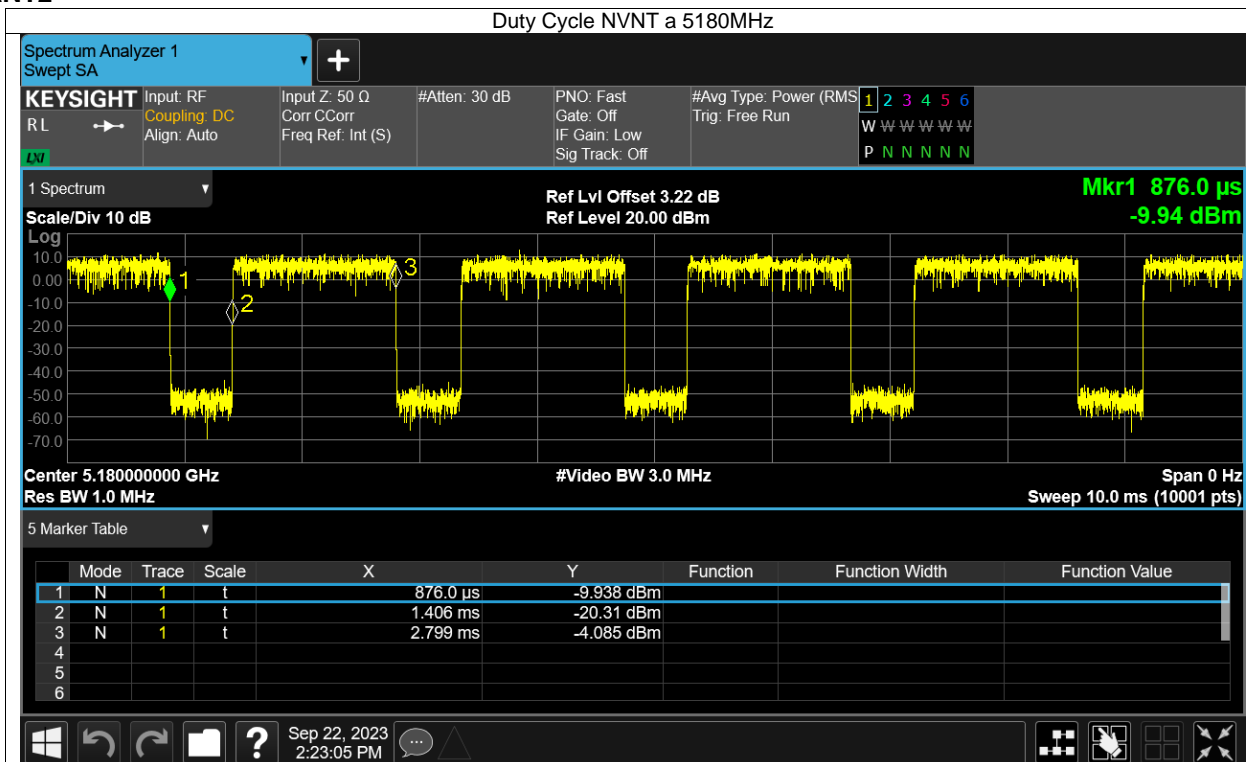 Duty Cycle NVNT a 5180MHz
Spectrum Analyzer 1
Swept SA
KEYSIGHT Input: RF Input Z: 50 Ω #Atten: 30 dB PNO: Fast #Avg Type: Power (RMS 1 2 3 4 5 6
RL Coupling: DC Corr CCorr Gate: Off Trig: Free Run W W W W W W
Align: Auto Freq Ref: Int (S) IF Gain: Low
LXI Sig Track: Off P N N N N N
1 Spectrum Ref Lvl Offset 3.22 dB Mkr1 876.0 µs
Scale/Div 10 dB Ref Level 20.00 dBm -9.94 dBm
Log
10.0
0.00
-10.0
-20.0
-30.0
-40.0
-50.0
-60.0
-70.0
1
2
3
Center 5.180000000 GHz #Video BW 3.0 MHz Span 0 Hz
Res BW 1.0 MHz Sweep 10.0 ms (10001 pts)
5 Marker Table
Mode Trace Scale X Y Function Function Width Function Value
1 N 1 t 876.0 µs -9.938 dBm
2 N 1 t 1.406 ms -20.31 dBm
3 N 1 t 2.799 ms -4.085 dBm
4
5
6
? Sep 22, 2023
2:23:05 PM